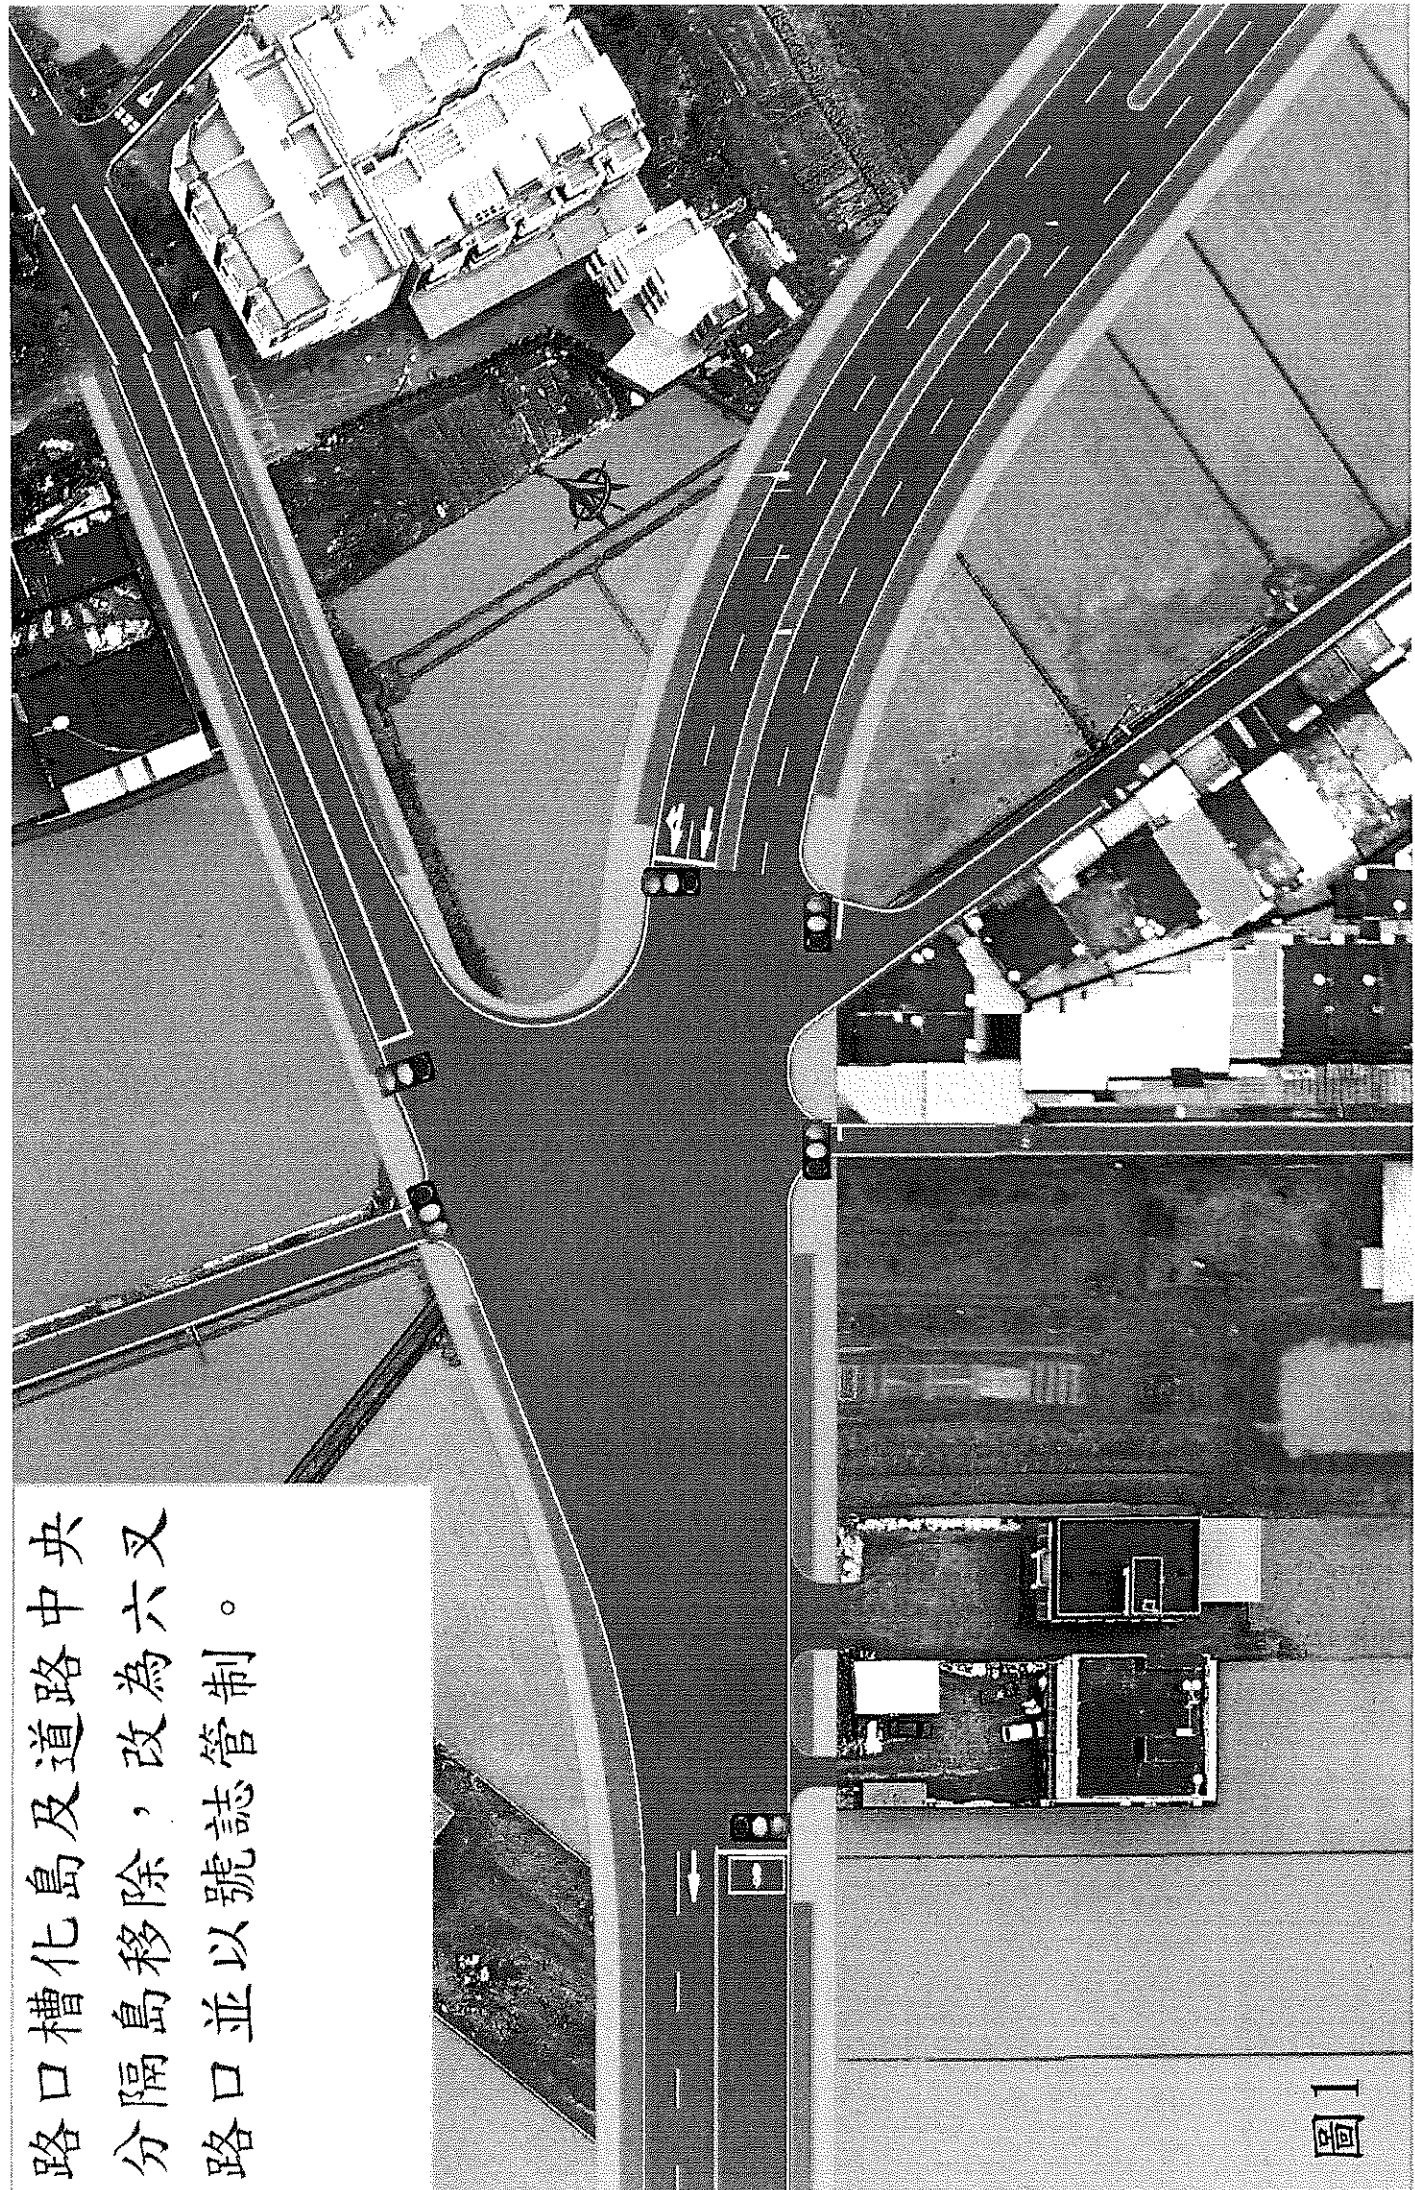 路口槽化島及道路中央
分隔島移除，改為六叉
路口並以號誌管制。
圖1